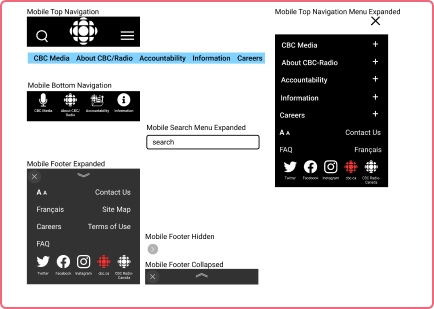 Mobile Top Navigation
CBC Media About CBC/Radio Accountability Information Careers
Mobile Bottom Navigation
CBC Media About CBC/ Radio Accountability Information
Mobile Search Menu Expanded
search
Mobile Footer Expanded
A A Contact Us
Français Site Map
Careers Terms of Use
FAQ
Twitter Facebook Instagram cbc.ca CBC Radio Canada
Mobile Footer Hidden
Mobile Footer Collapsed
Mobile Top Navigation Menu Expanded
CBC Media +
About CBC-Radio +
Accountability +
Information +
Careers +
A A Contact Us
FAQ Français
Twitter Facebook Instagram cbc.ca CBC Radio Canada